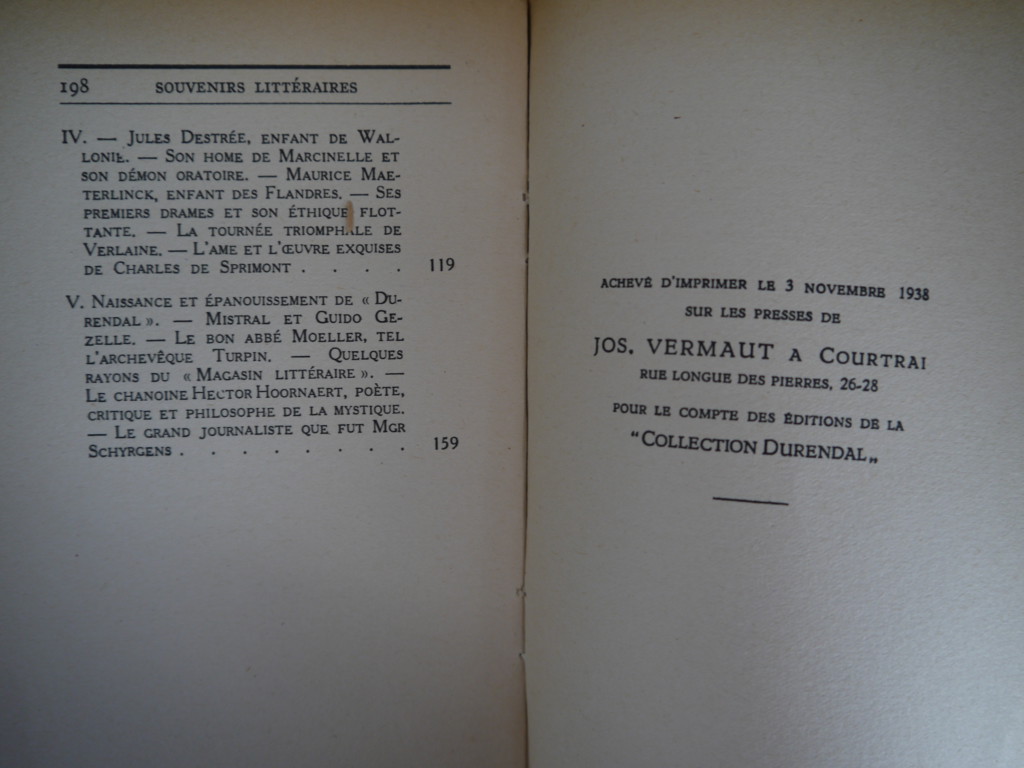 198 SOUVENIRS LITTÉRAIRES
IV. — JULES DESTRÉE, ENFANT DE WAL-
LONIE. — SON HOME DE MARCINELLE ET
SON DÉMON ORATOIRE. — MAURICE MAE-
TERLINCK, ENFANT DES FLANDRES. — SES
PREMIERS DRAMES ET SON ÉTHIQUE FLOT-
TANTE. — LA TOURNÉE TRIOMPHALE DE
VERLAINE. — L'AME ET L'ŒUVRE EXQUISES
DE CHARLES DE SPRIMONT . . . . 119
V. NAISSANCE ET ÉPANOUISSEMENT DE « DU-
RENDAL ». — MISTRAL ET GUIDO GE-
ZELLE. — LE BON ABBÉ MOELLER, TEL
L'ARCHEVÊQUE TURPIN. — QUELQUES
RAYONS DU « MAGASIN LITTÉRAIRE ». —
LE CHANOINE HECTOR HOORNAERT, POÈTE,
CRITIQUE ET PHILOSOPHE DE LA MYSTIQUE.
— LE GRAND JOURNALISTE QUE FUT MGR
SCHYRGENS . . . . . . . . 159
ACHEVÉ D'IMPRIMER LE 3 NOVEMBRE 1938
SUR LES PRESSES DE
JOS. VERMAUT A COURTRAI
RUE LONGUE DES PIERRES, 26-28
POUR LE COMPTE DES ÉDITIONS DE LA
"COLLECTION DURENDAL„